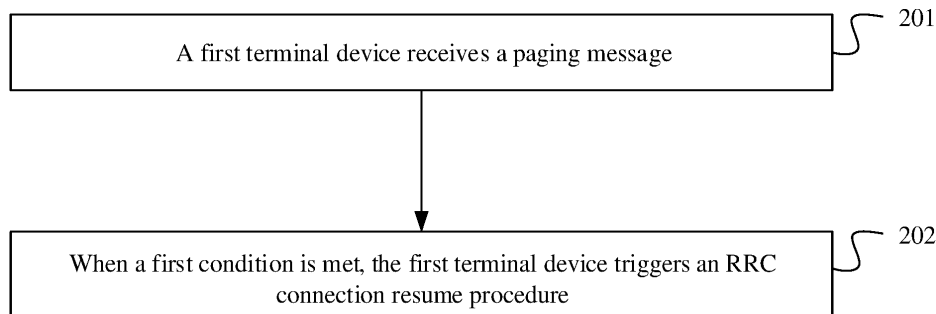 201
A first terminal device receives a paging message
202
When a first condition is met, the first terminal device triggers an RRC
connection resume procedure